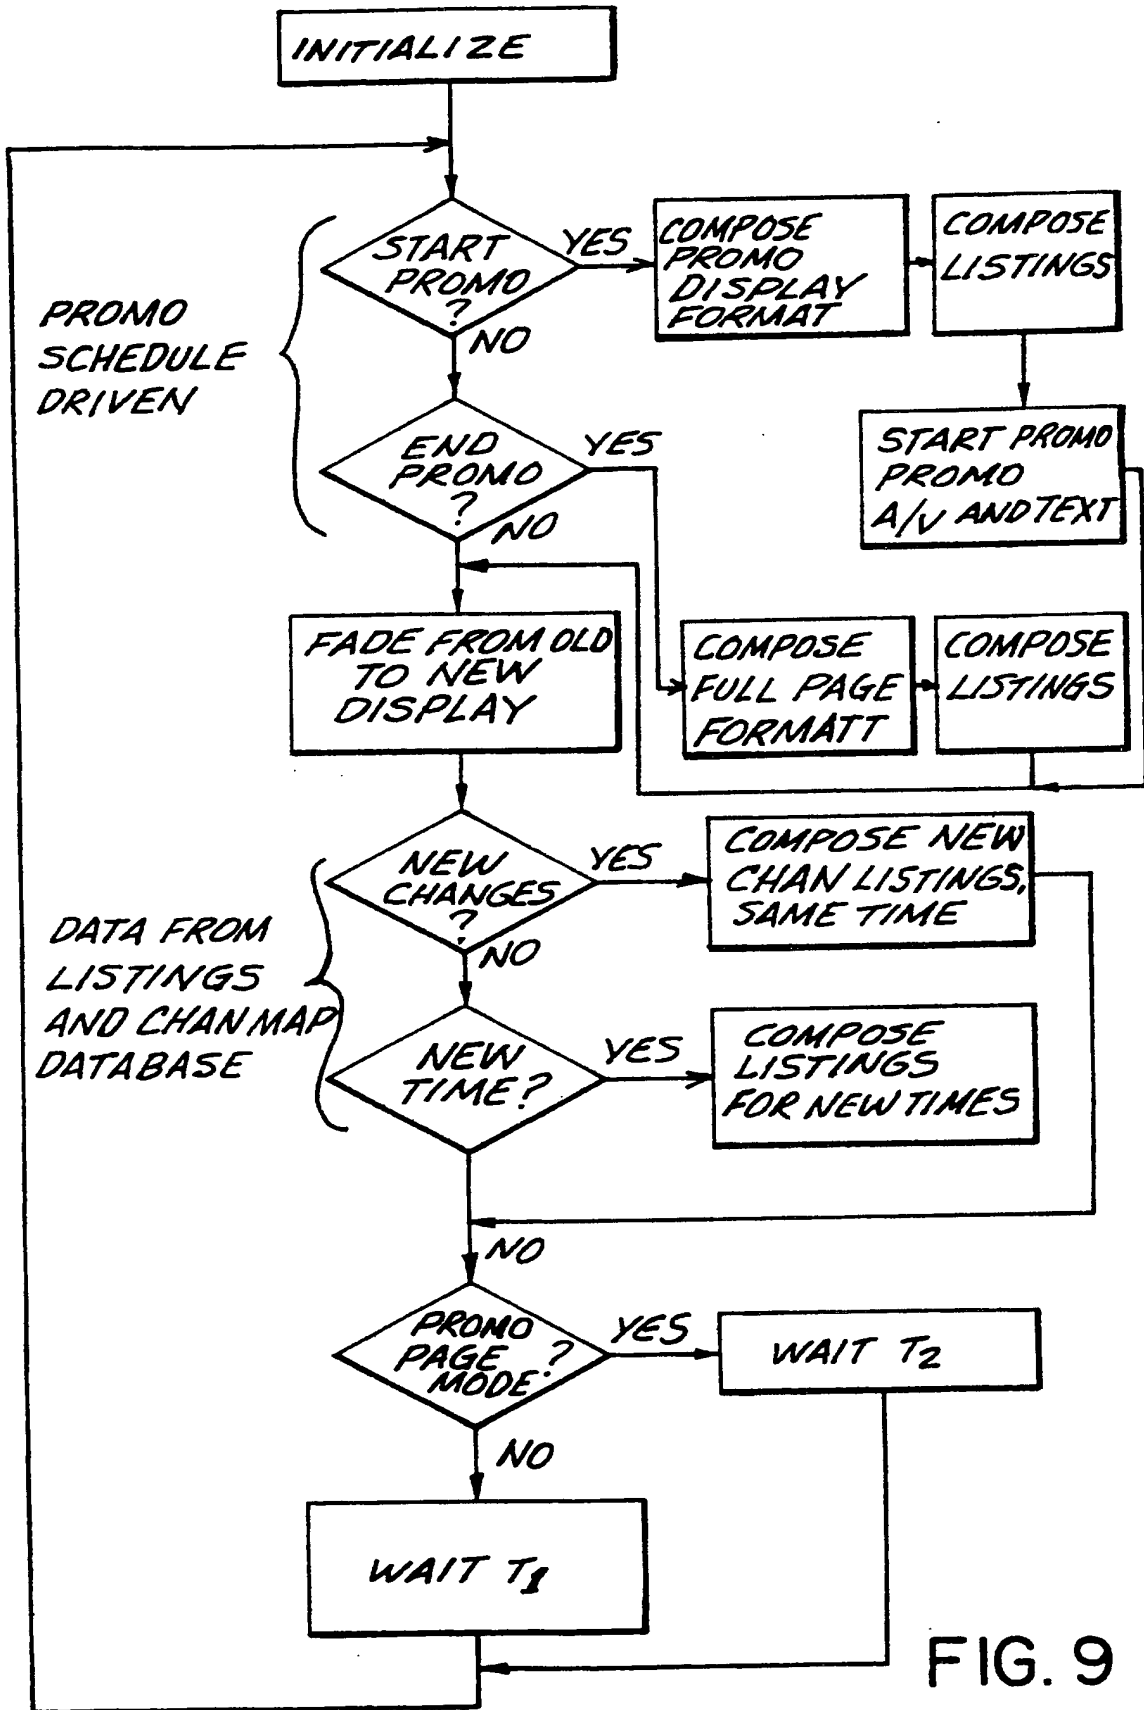 INITIALIZE
START
PROMO
?
YES
NO
COMPOSE
PROMO
DISPLAY
FORMAT
COMPOSE
LISTINGS
PROMO
SCHEDULE
DRIVEN
END
PROMO
?
YES
NO
START PROMO
PROMO
A/V AND TEXT
FADE FROM OLD
TO NEW
DISPLAY
COMPOSE
FULL PAGE
FORMATT
COMPOSE
LISTINGS
NEW
CHANGES
?
YES
NO
COMPOSE NEW
CHAN LISTINGS,
SAME TIME
DATA FROM
LISTINGS
AND CHAN MAP
DATABASE
NEW
TIME?
YES
COMPOSE
LISTINGS
FOR NEW TIMES
NO
PROMO
PAGE ?
MODE
YES
NO
WAIT T2
WAIT T1
FIG. 9